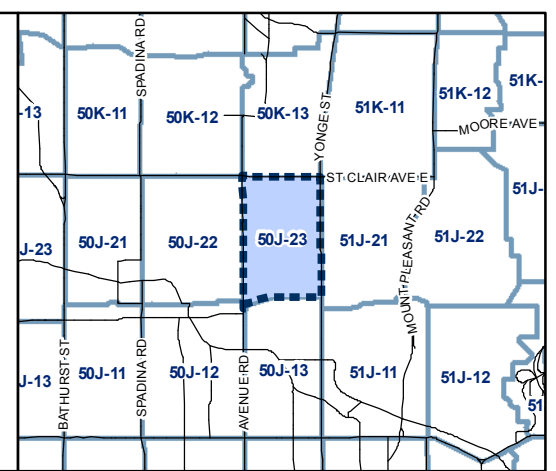 SPADINA RD
-13
50K-11
50K-12
50K-13
YONGE ST
51K-11
51K-12
51K-
MOORE AVE
ST CLAIR AVE E
J-23
50J-21
50J-22
50J-23
51J-21
MOUNT PLEASANT RD
51J-22
51J-
BATHURST ST
SPADINA RD
AVENUE RD
J-13
50J-11
50J-12
50J-13
51J-11
51J-12
51